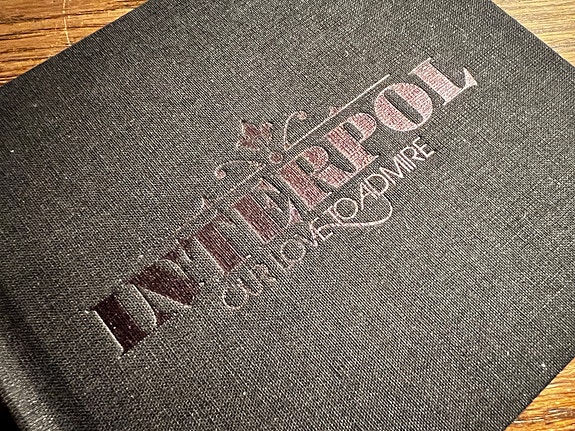 INTERPOL
OUR LOVE TO ADMIRE